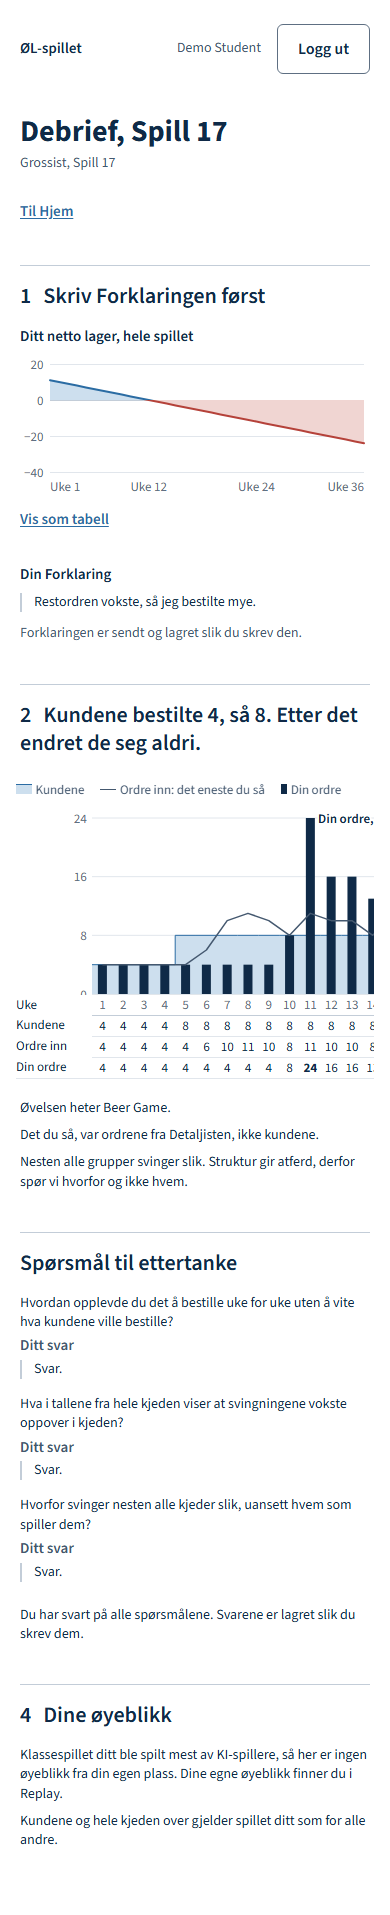 ØL-spillet
Demo Student
Logg ut
Debrief, Spill 17
Grossist, Spill 17
Til Hjem
1 Skriv Forklaringen først
Ditt netto lager, hele spillet
20
0
−20
−40
Uke 1 Uke 12 Uke 24 Uke 36
Vis som tabell
Din Forklaring
Restordren vokste, så jeg bestilte mye.
Forklaringen er sendt og lagret slik du skrev den.
2 Kundene bestilte 4, så 8. Etter det
endret de seg aldri.
Kundene Ordre inn: det eneste du så Din ordre
24
Din ordre,
16
8
0
Uke 1 2 3 4 5 6 7 8 9 10 11 12 13
Kundene 4 4 4 4 8 8 8 8 8 8 8 8 8
Ordre inn 4 4 4 4 4 6 10 11 10 8 11 10 10
Din ordre 4 4 4 4 4 4 4 4 4 8 24 16 16
Øvelsen heter Beer Game.
Det du så, var ordrene fra Detaljisten, ikke kundene.
Nesten alle grupper svinger slik. Struktur gir atferd, derfor
spør vi hvorfor og ikke hvem.
Spørsmål til ettertanke
Hvordan opplevde du det å bestille uke for uke uten å vite
hva kundene ville bestille?
Ditt svar
Svar.
Hva i tallene fra hele kjeden viser at svingningene vokste
oppover i kjeden?
Ditt svar
Svar.
Hvorfor svinger nesten alle kjeder slik, uansett hvem som
spiller dem?
Ditt svar
Svar.
Du har svart på alle spørsmålene. Svarene er lagret slik du
skrev dem.
4 Dine øyeblikk
Klassespillet ditt ble spilt mest av KI-spillere, så her er ingen
øyeblikk fra din egen plass. Dine egne øyeblikk finner du i
Replay.
Kundene og hele kjeden over gjelder spillet ditt som for alle
andre.